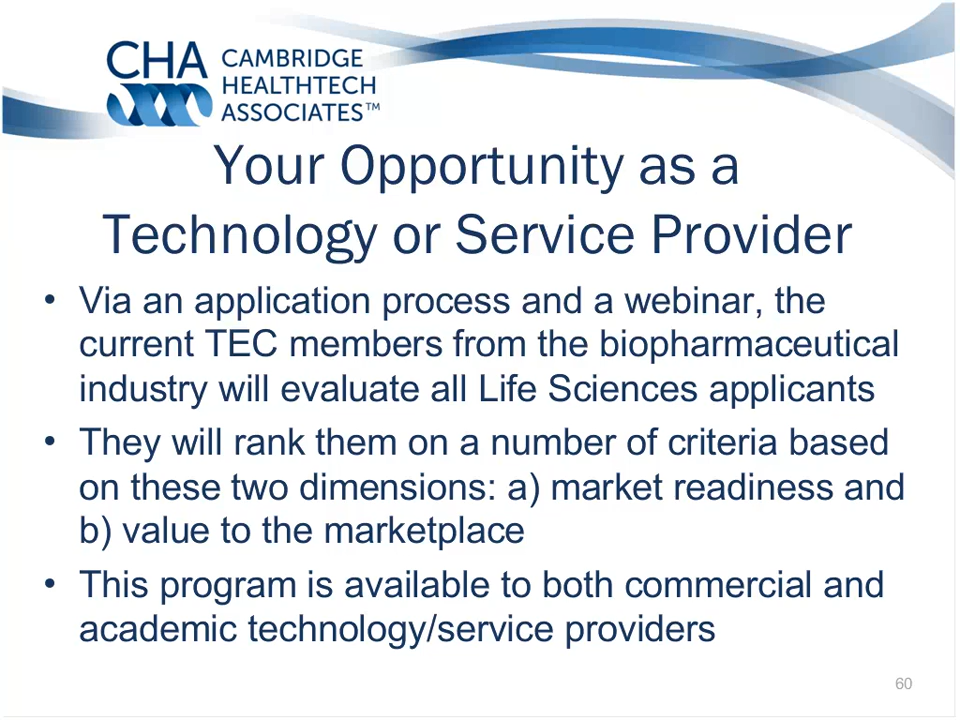 CHA
CAMBRIDGE
HEALTHTECH
ASSOCIATES™
Your Opportunity as a
Technology or Service Provider
• Via an application process and a webinar, the
current TEC members from the biopharmaceutical
industry will evaluate all Life Sciences applicants
• They will rank them on a number of criteria based
on these two dimensions: a) market readiness and
b) value to the marketplace
• This program is available to both commercial and
academic technology/service providers
60